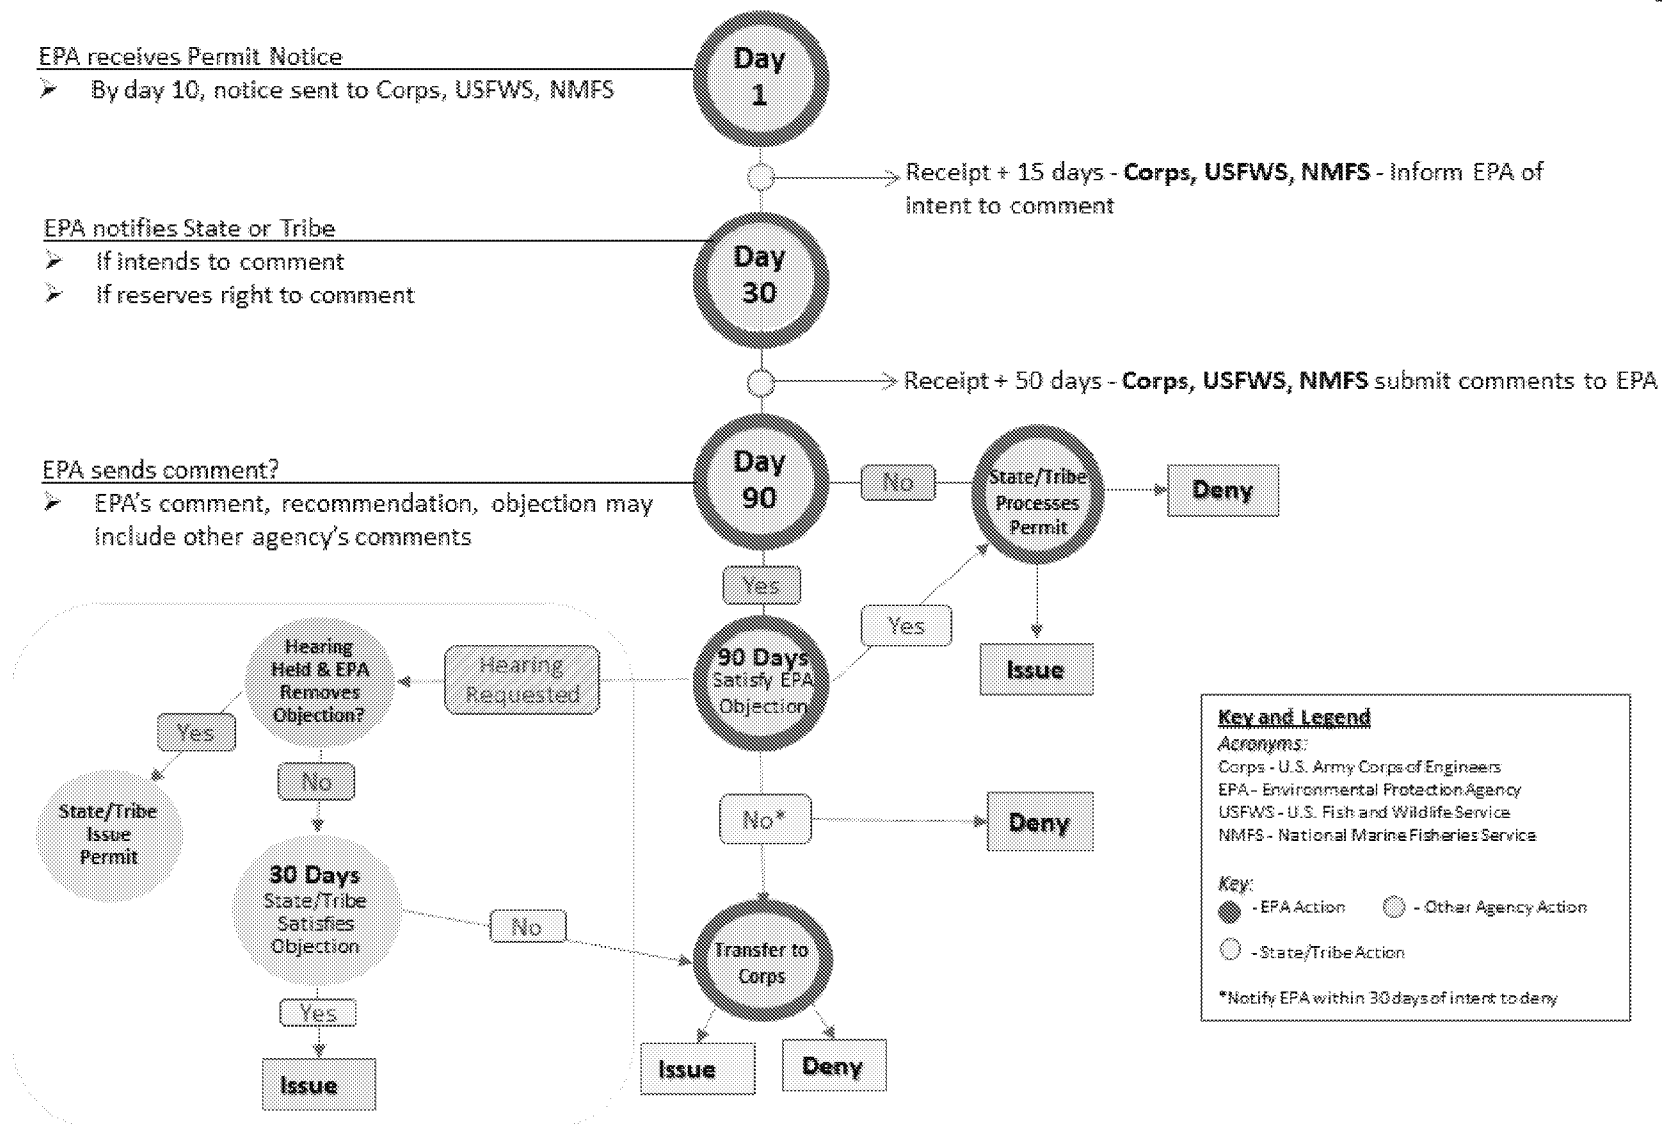 Day
1
EPA receives Permit Notice
➢ By day 10, notice sent to Corps, USFWS, NMFS
Receipt + 15 days - Corps, USFWS, NMFS - inform EPA of
intent to comment
EPA notifies State or Tribe
➢ If intends to comment
➢ If reserves right to comment
Day
30
Receipt + 50 days - Corps, USFWS, NMFS submit comments to EPA
EPA sends comment?
➢ EPA's comment, recommendation, objection may
include other agency's comments
Day
90
No
State/Tribe
Processes
Permit
Deny
Yes
Yes
Issue
Hearing
Held & EPA
Removes
Objection?
Hearing
Requested
90 Days
Satisfy EPA
Objection
Yes
No
State/Tribe
Issue
Permit
No*
Deny
30 Days
State/Tribe
Satisfies
Objection
No
Transfer to
Corps
Yes
Issue
Issue
Deny
Key and Legend
Acronyms:
Corps - U.S. Army Corps of Engineers
EPA - Environmental Protection Agency
USFWS - U.S. Fish and Wildlife Service
NMFS - National Marine Fisheries Service
Key:
- EPA Action
- Other Agency Action
- State/Tribe Action
*Notify EPA within 30 days of intent to deny